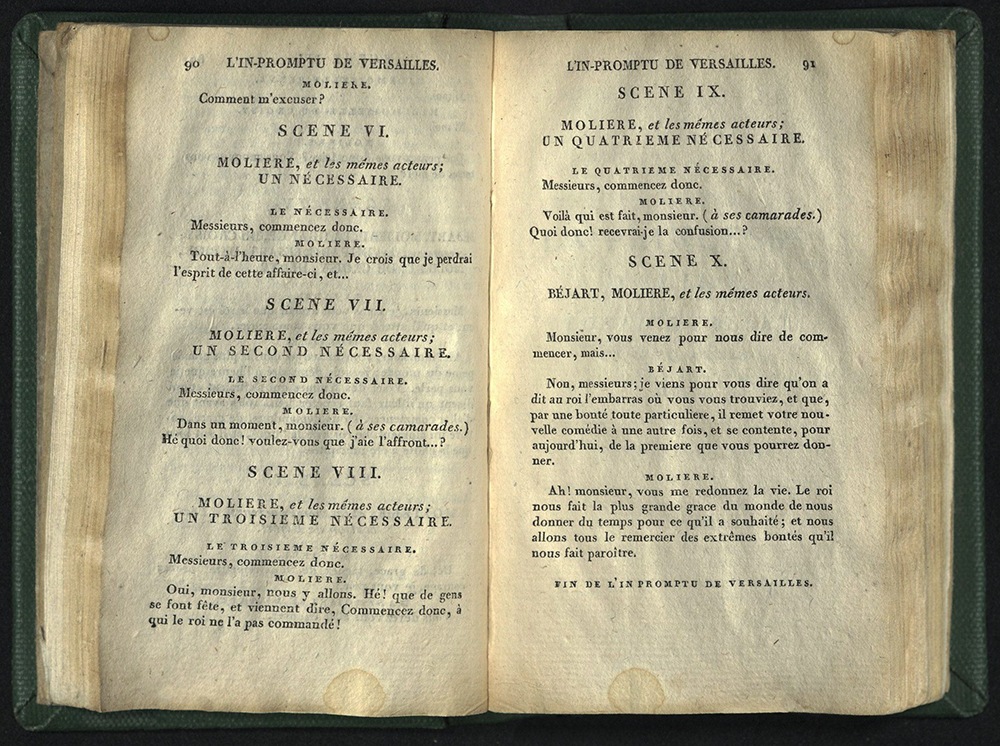 90 L'IN-PROMPTU DE VERSAILLES.
MOLIERE.
Comment m'excuser?
SCENE VI.
MOLIERE, et les mémes acteurs;
UN NÉCESSAIRE.
LE NÉCESSAIRE.
Messieurs, commencez donc.
MOLIERE.
Tout-à-l'heure, monsieur. Je crois que je perdrai
l'esprit de cette affaire-ci, et...
SCENE VII.
MOLIERE, et les mémes acteurs;
UN SECOND NÉCESSAIRE.
LE SECOND NÉCESSAIRE.
Messieurs, commencez donc.
MOLIERE.
Dans un moment, monsieur. (à ses camarades.)
Hé quoi donc! voulez-vous que j'aie l'affront...?
SCENE VIII.
MOLIERE, et les mémes acteurs;
UN TROISIEME NÉCESSAIRE.
LE TROISIEME NÉCESSAIRE.
Messieurs, commencez donc.
MOLIERE.
Oui, monsieur, nous y allons. Hé! que de gens
se font fête, et viennent dire, Commencez donc, à
qui le roi ne l'a pas commandé!
L'IN-PROMPTU DE VERSAILLES. 91
SCENE IX.
MOLIERE, et les mémes acteurs;
UN QUATRIEME NÉCESSAIRE.
LE QUATRIEME NÉCESSAIRE.
Messieurs, commencez donc.
MOLIERE.
Voilà qui est fait, monsieur. (à ses camarades.)
Quoi donc! recevrai-je la confusion...?
SCENE X.
BÉJART, MOLIERE, et les mémes acteurs.
MOLIERE.
Monsieur, vous venez pour nous dire de com-
mencer, mais...
BÉJART.
Non, messieurs; je viens pour vous dire qu'on a
dit au roi l'embarras où vous vous trouviez, et que,
par une bonté toute particuliere, il remet votre nou-
velle comédie à une autre fois, et se contente, pour
aujourd'hui, de la premiere que vous pourrez don-
ner.
MOLIERE.
Ah! monsieur, vous me redonnez la vie. Le roi
nous fait la plus grande grace du monde de nous
donner du temps pour ce qu'il a souhaité; et nous
allons tous le remercier des extrêmes bontés qu'il
nous fait paroître.
FIN DE L'IN PROMPTU DE VERSAILLES.